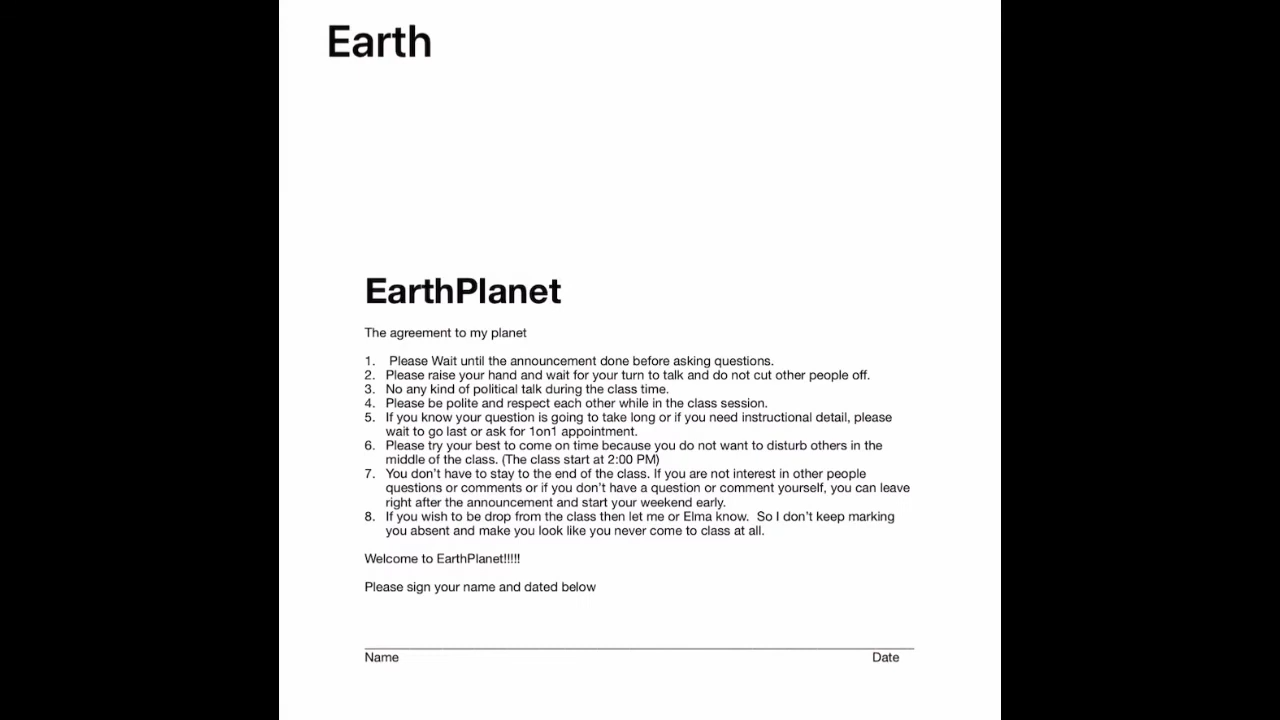 Earth
EarthPlanet
The agreement to my planet
1. Please Wait until the announcement done before asking questions.
2. Please raise your hand and wait for your turn to talk and do not cut other people off.
3. No any kind of political talk during the class time.
4. Please be polite and respect each other while in the class session.
5. If you know your question is going to take long or if you need instructional detail, please
wait to go last or ask for 1on1 appointment.
6. Please try your best to come on time because you do not want to disturb others in the
middle of the class. (The class start at 2:00 PM)
7. You don't have to stay to the end of the class. If you are not interest in other people
questions or comments or if you don't have a question or comment yourself, you can leave
right after the announcement and start your weekend early.
8. If you wish to be drop from the class then let me or Elma know.  So I don't keep marking
you absent and make you look like you never come to class at all.
Welcome to EarthPlanet!!!!!
Please sign your name and dated below
Name Date